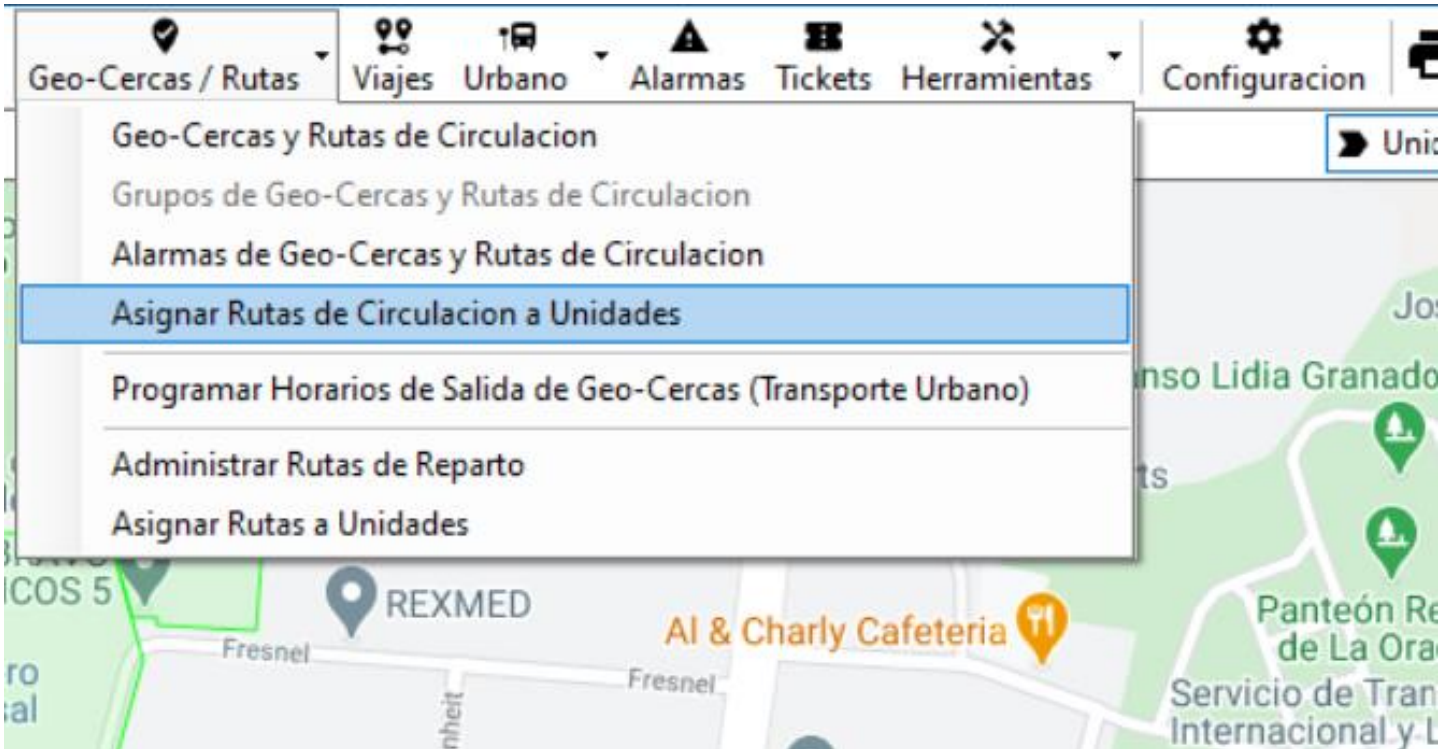 Geo-Cercas / Rutas Viajes Urbano Alarmas Tickets Herramientas Configuracion
Geo-Cercas y Rutas de Circulacion
Grupos de Geo-Cercas y Rutas de Circulacion
Alarmas de Geo-Cercas y Rutas de Circulacion
Asignar Rutas de Circulacion a Unidades
Programar Horarios de Salida de Geo-Cercas (Transporte Urbano)
Lidia
Administrar Rutas de Reparto
Asignar Rutas a Unidades
5
REXMED
Al & Charly Cafeteria
Panteón
de La
Fresnel
Fresnel
Servicio de
Internacional y